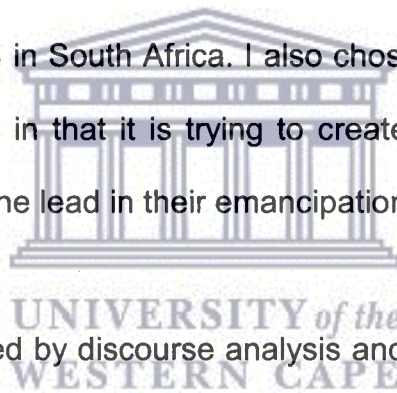 in South Africa. I also chos
in that it is trying to create
he lead in their emancipation
UNIVERSITY of the
ed by discourse analysis and
WESTERN CAPE